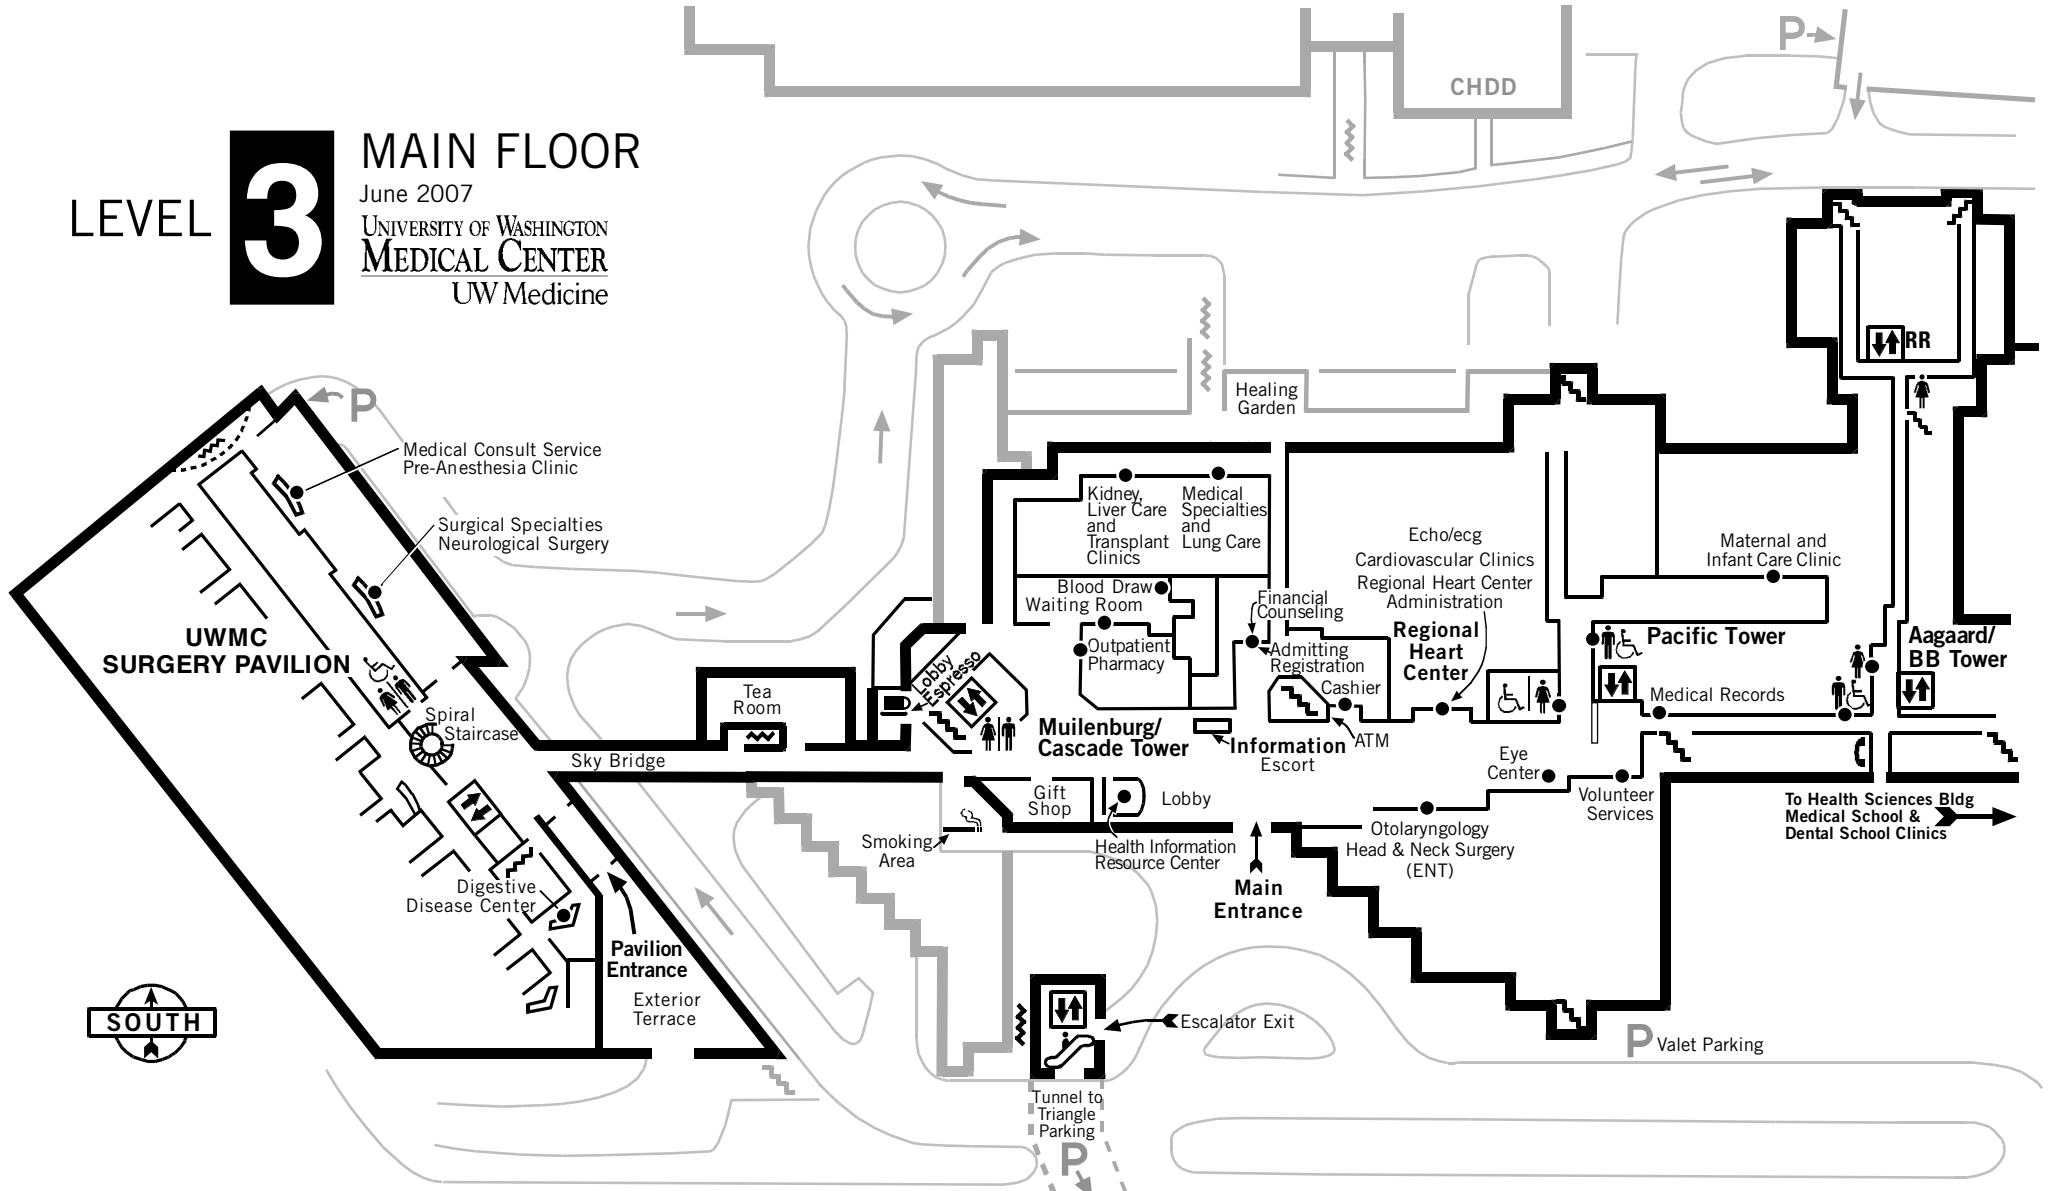 LEVEL
3
MAIN FLOOR
June 2007
UNIVERSITY OF WASHINGTON
MEDICAL CENTER
UW Medicine
CHDD
P
P
Medical Consult Service
Pre-Anesthesia Clinic
Surgical Specialties
Neurological Surgery
UWMC
SURGERY PAVILION
Spiral
Staircase
Sky Bridge
Digestive
Disease Center
Pavilion
Entrance
Exterior
Terrace
SOUTH
Tea
Room
Lobby
Espresso
Smoking
Area
Healing
Garden
Kidney,
Liver Care
and
Transplant
Clinics
Medical
Specialties
and
Lung Care
Blood Draw
Waiting Room
Outpatient
Pharmacy
Financial
Counseling
Admitting
Registration
Cashier
ATM
Muilenburg/
Cascade Tower
Information
Escort
Gift
Shop
Lobby
Health Information
Resource Center
Main
Entrance
Escalator Exit
Tunnel to
Triangle
Parking
P
Echo/ecg
Cardiovascular Clinics
Regional Heart Center
Administration
Regional
Heart
Center
Eye
Center
Volunteer
Services
Otolaryngology
Head & Neck Surgery
(ENT)
P Valet Parking
Maternal and
Infant Care Clinic
Pacific Tower
Medical Records
RR
Aagaard/
BB Tower
To Health Sciences Bldg
Medical School &
Dental School Clinics